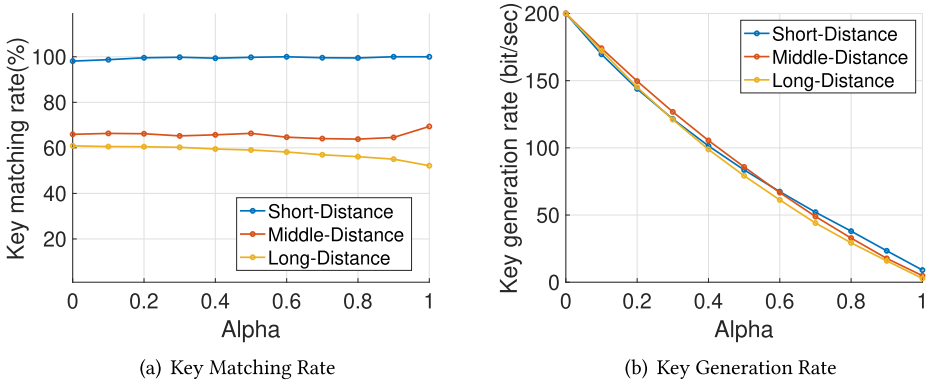 Key matching rate(%)
100
80
60
40
20
0 0.2 0.4 0.6 0.8 1
Alpha
Short-Distance
Middle-Distance
Long-Distance
(a) Key Matching Rate
Key generation rate (bit/sec)
200
150
100
50
0
0 0.2 0.4 0.6 0.8 1
Alpha
Short-Distance
Middle-Distance
Long-Distance
(b) Key Generation Rate